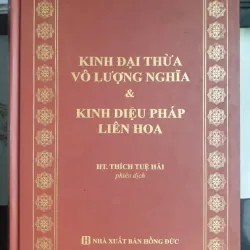 KINH ĐẠI THỪA
VÔ LƯỢNG NGHĨA
&
KINH DIỆU PHÁP
LIÊN HOA
HT. THÍCH TUỆ HẢI
phiên dịch
NHÀ XUẤT BẢN HỒNG ĐỨC